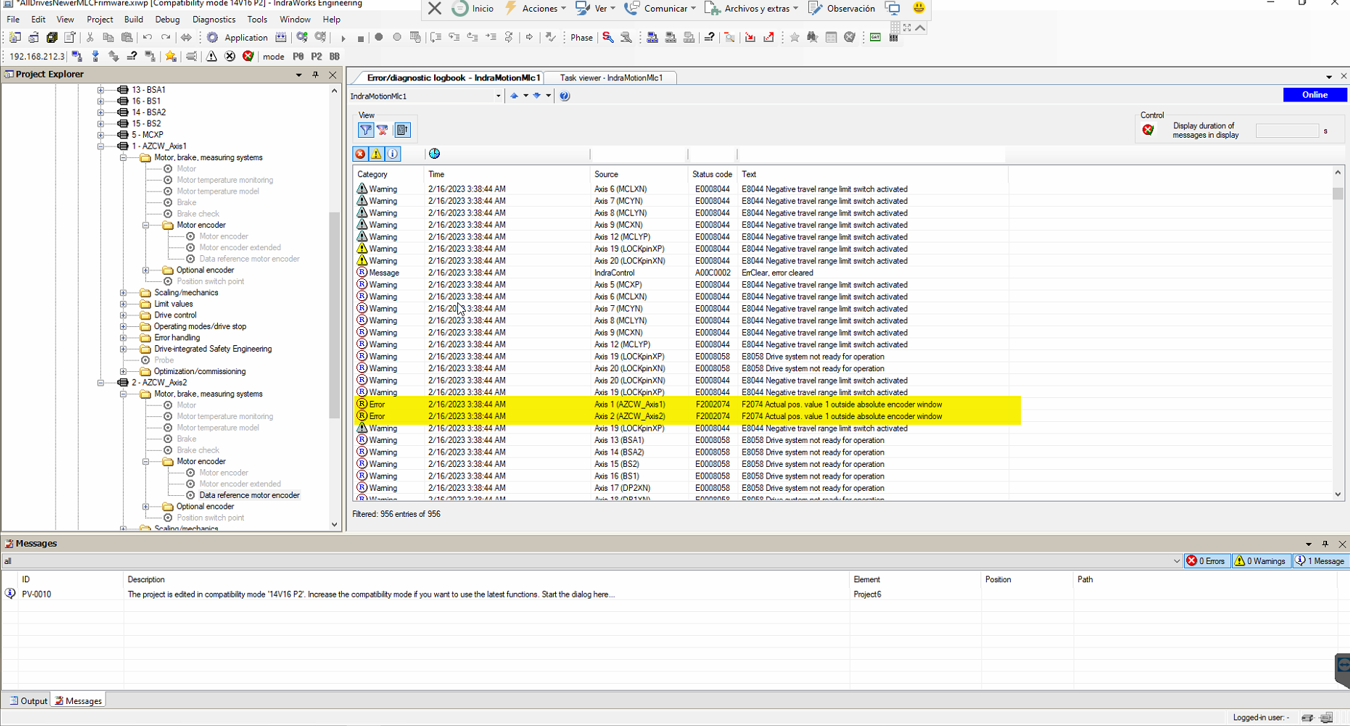 *AllDrivesNewerMLCFrimware.xiwp [Compatibility mode 14V16 P2] - IndraWorks Engineering
Inicio Acciones Ver Comunicar Archivos y extras Observación
File Edit View Project Build Debug Diagnostics Tools Window Help
Application Phase
192.168.212.3 mode P0 P2 BB
Project Explorer
13 - BSA1
16 - BS1
14 - BSA2
15 - BS2
5 - MCXP
1 - AZCW_Axis1
Motor, brake, measuring systems
Motor
Motor temperature monitoring
Motor temperature model
Brake
Brake check
Motor encoder
Motor encoder
Motor encoder extended
Data reference motor encoder
Optional encoder
Position switch point
Scaling/mechanics
Limit values
Drive control
Operating modes/drive stop
Error handling
Drive-integrated Safety Engineering
Probe
Optimization/commissioning
2 - AZCW_Axis2
Motor, brake, measuring systems
Motor
Motor temperature monitoring
Motor temperature model
Brake
Brake check
Motor encoder
Motor encoder
Motor encoder extended
Data reference motor encoder
Optional encoder
Position switch point
Scaling/mechanics
Error/diagnostic logbook - IndraMotionMlc1 Task viewer - IndraMotionMlc1
IndraMotionMlc1
Online
View
Control
Display duration of
messages in display
s
Category Time Source Status code Text
Warning 2/16/2023 3:38:44 AM Axis 6 (MCLXN) E0008044 E8044 Negative travel range limit switch activated
Warning 2/16/2023 3:38:44 AM Axis 7 (MCYN) E0008044 E8044 Negative travel range limit switch activated
Warning 2/16/2023 3:38:44 AM Axis 8 (MCLYN) E0008044 E8044 Negative travel range limit switch activated
Warning 2/16/2023 3:38:44 AM Axis 9 (MCXN) E0008044 E8044 Negative travel range limit switch activated
Warning 2/16/2023 3:38:44 AM Axis 12 (MCLYP) E0008044 E8044 Negative travel range limit switch activated
Warning 2/16/2023 3:38:44 AM Axis 19 (LOCKpinXP) E0008044 E8044 Negative travel range limit switch activated
Warning 2/16/2023 3:38:44 AM Axis 20 (LOCKpinXN) E0008044 E8044 Negative travel range limit switch activated
Message 2/16/2023 3:38:44 AM IndraControl A00C0002 ErrClear, error cleared
Warning 2/16/2023 3:38:44 AM Axis 5 (MCXP) E0008044 E8044 Negative travel range limit switch activated
Warning 2/16/2023 3:38:44 AM Axis 6 (MCLXN) E0008044 E8044 Negative travel range limit switch activated
Warning 2/16/2023 3:38:44 AM Axis 7 (MCYN) E0008044 E8044 Negative travel range limit switch activated
Warning 2/16/2023 3:38:44 AM Axis 8 (MCLYN) E0008044 E8044 Negative travel range limit switch activated
Warning 2/16/2023 3:38:44 AM Axis 9 (MCXN) E0008044 E8044 Negative travel range limit switch activated
Warning 2/16/2023 3:38:44 AM Axis 12 (MCLYP) E0008044 E8044 Negative travel range limit switch activated
Warning 2/16/2023 3:38:44 AM Axis 19 (LOCKpinXP) E0008058 E8058 Drive system not ready for operation
Warning 2/16/2023 3:38:44 AM Axis 20 (LOCKpinXN) E0008058 E8058 Drive system not ready for operation
Warning 2/16/2023 3:38:44 AM Axis 20 (LOCKpinXN) E0008044 E8044 Negative travel range limit switch activated
Warning 2/16/2023 3:38:44 AM Axis 19 (LOCKpinXP) E0008044 E8044 Negative travel range limit switch activated
Error 2/16/2023 3:38:44 AM Axis 1 (AZCW_Axis1) F2002074 F2074 Actual pos. value 1 outside absolute encoder window
Error 2/16/2023 3:38:44 AM Axis 2 (AZCW_Axis2) F2002074 F2074 Actual pos. value 1 outside absolute encoder window
Warning 2/16/2023 3:38:44 AM Axis 19 (LOCKpinXP) E0008044 E8044 Negative travel range limit switch activated
Warning 2/16/2023 3:38:44 AM Axis 13 (BSA1) E0008058 E8058 Drive system not ready for operation
Warning 2/16/2023 3:38:44 AM Axis 14 (BSA2) E0008058 E8058 Drive system not ready for operation
Warning 2/16/2023 3:38:44 AM Axis 15 (BS2) E0008058 E8058 Drive system not ready for operation
Warning 2/16/2023 3:38:44 AM Axis 16 (BS1) E0008058 E8058 Drive system not ready for operation
Warning 2/16/2023 3:38:44 AM Axis 17 (DP2XN) E0008058 E8058 Drive system not ready for operation
Warning 2/16/2023 3:38:44 AM Axis 18 (DP1XN) E0008058 E8058 Drive system not ready for operation
Filtered: 956 entries of 956
Messages
all 0 Errors 0 Warnings 1 Message
ID Description Element Position Path
PV-0010 The project is edited in compatibility mode '14V16 P2'. Increase the compatibility mode if you want to use the latest functions. Start the dialog here... Project6
Output Messages
Logged-in user: -